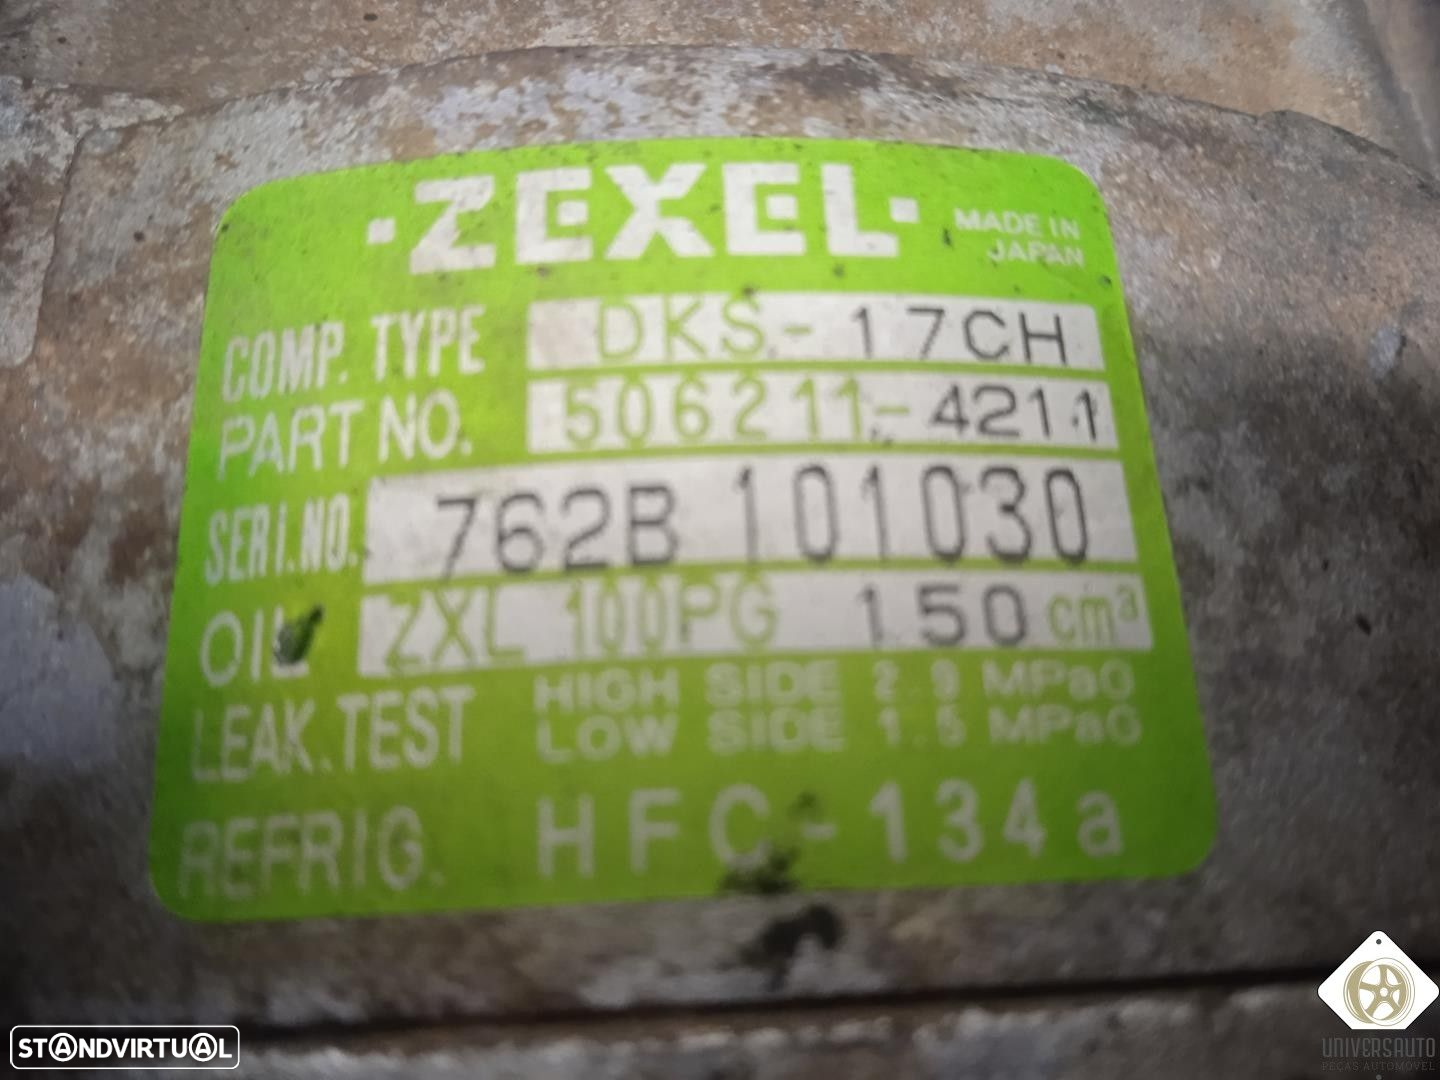 ·ZEXEL· MADE IN
JAPAN
COMP. TYPE DKS-17CH
PART NO. 506211-4211
SERI.NO. 762B 101030
OIL ZXL 100PG 150 cm³
LEAK.TEST HIGH SIDE 2.9 MPaG
LOW SIDE 1.5 MPaG
REFRIG. HFC-134a
STANDVIRTUAL
UNIVERSAUTO
PEÇAS AUTOMÓVEL